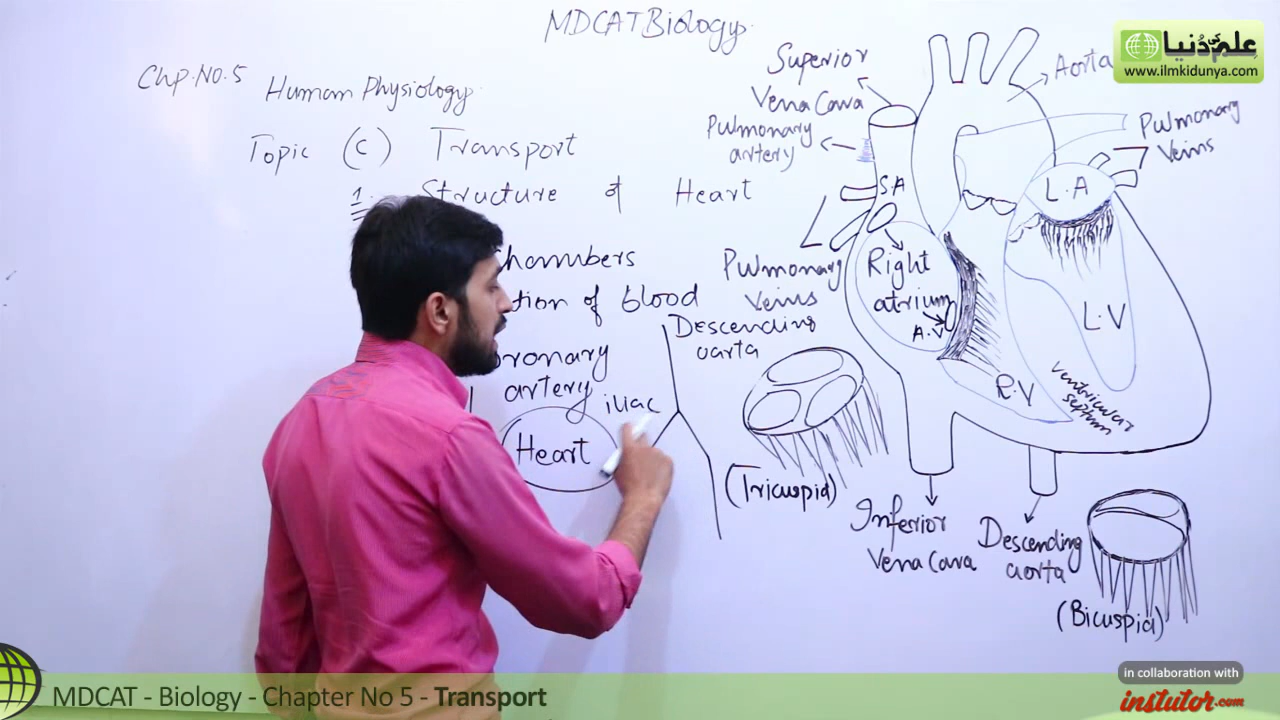 MDCAT Biology.
Chp.No.5
Human Physiology.
Topic (C) Transport
1. Structure of Heart
Chambers
of blood
artery
Heart
iliac
Descending
oarta
(Tricuspid)
Superior
Vena Cava
Pulmonary
artery
Aorta
Pulmonary
Veins
S.A
L.A
Pulmonary
Veins
Right
atrium
A.V
L.V
R.V
Ventricular
septum
Inferior
Vena Cava
Descending
aorta
(Bicuspid)
علم کی دنیا
www.ilmkidunya.com
MDCAT - Biology - Chapter No 5 - Transport
in collaboration with
instutor.com